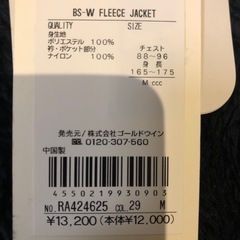 BS-W FLEECE JACKET
QUALITY
身生地
ポリエステル 100%
衿・ポケット部分
ナイロン 100%
SIZE
チェスト
88~96
身長
165~175
M ccc
発売元/株式会社ゴールドウイン
0120-307-560
中国製
4550219930903
NO. RA424625 COL. 29 M
¥13,200(本体¥12,000)